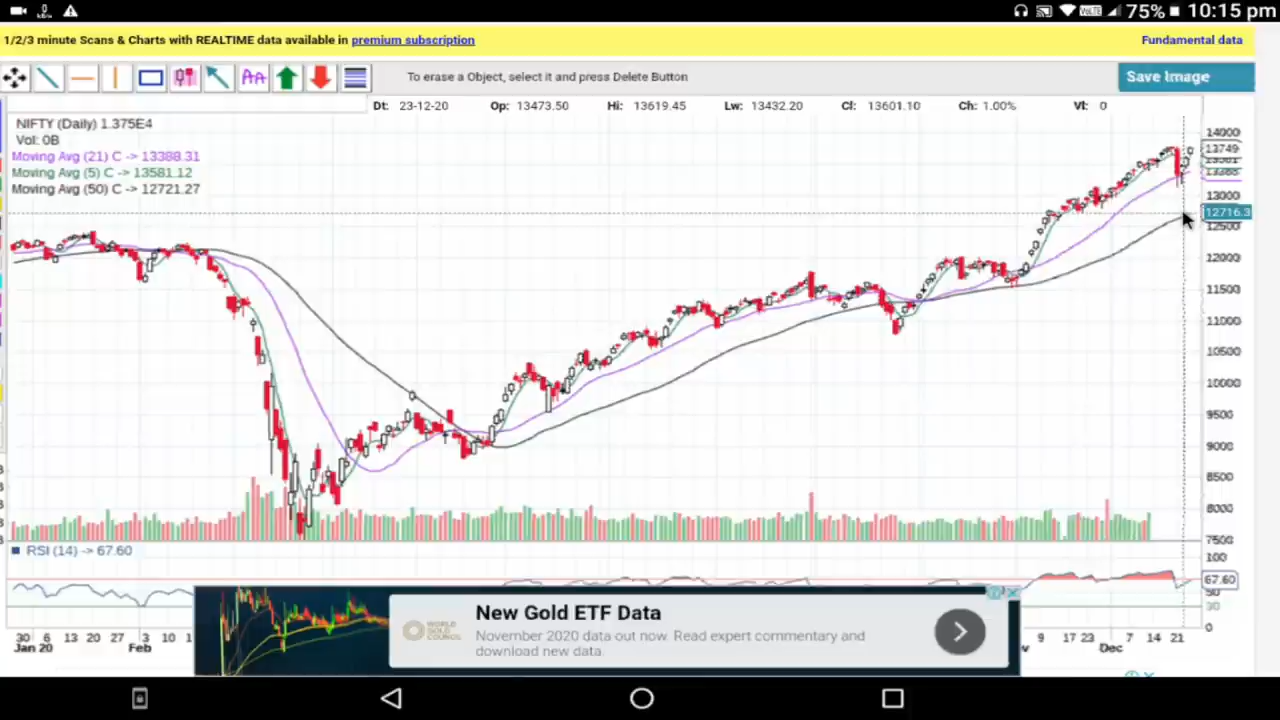 75% 10:15 pm
1/2/3 minute Scans & Charts with REALTIME data available in premium subscription Fundamental data
To erase a Object, select it and press Delete Button Save Image
Dt: 23-12-20 Op: 13473.50 Hi: 13619.45 Lw: 13432.20 Cl: 13601.10 Ch: 1.00% Vl: 0
NIFTY (Daily) 1.375E4
Vol: 0B
Moving Avg (21) C -> 13388.31
Moving Avg (5) C -> 13581.12
Moving Avg (50) C -> 12721.27
14000
13749
13000
12716.3
12500
12000
11500
11000
10500
10000
9500
9000
8500
8000
7500
RSI (14) -> 67.60
100
67.60
50
30
0
New Gold ETF Data
WORLD GOLD COUNCIL
November 2020 data out now. Read expert commentary and
download new data.
30 6 13 20 27 3 10 9 17 23 7 14 21
Jan 20 Feb Dec